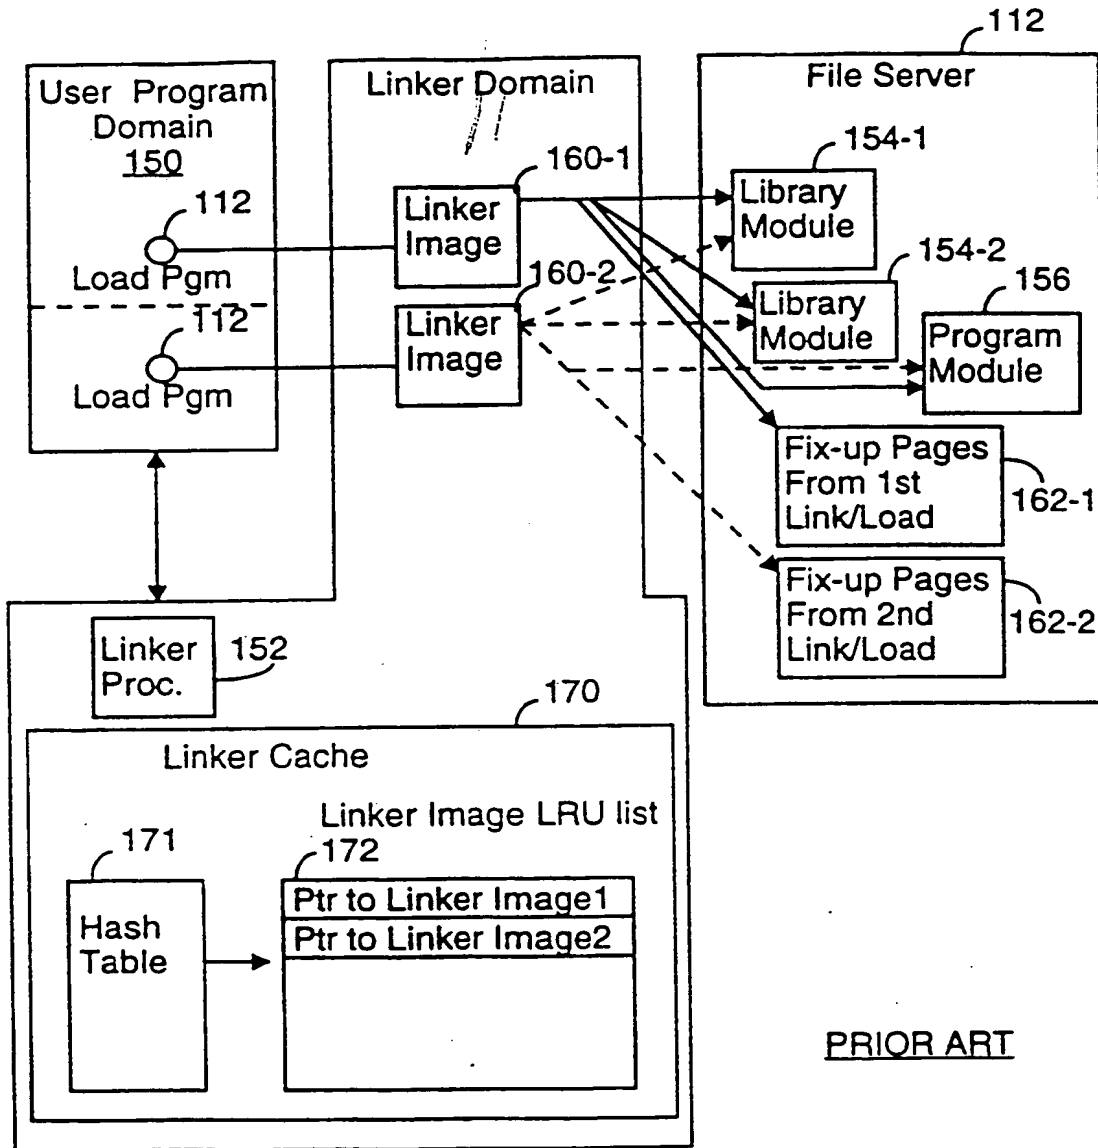 112
File Server
User Program
Domain
150
Linker Domain
154-1
160-1
Library
Module
112
Linker
Image
Load Pgm
160-2
154-2
156
Library
Module
112
Linker
Image
Program
Module
Load Pgm
Fix-up Pages
From 1st
Link/Load
162-1
Fix-up Pages
From 2nd
Link/Load
162-2
Linker
Proc.
152
170
Linker Cache
Linker Image LRU list
171
172
Hash
Table
Ptr to Linker Image1
Ptr to Linker Image2
PRIOR ART